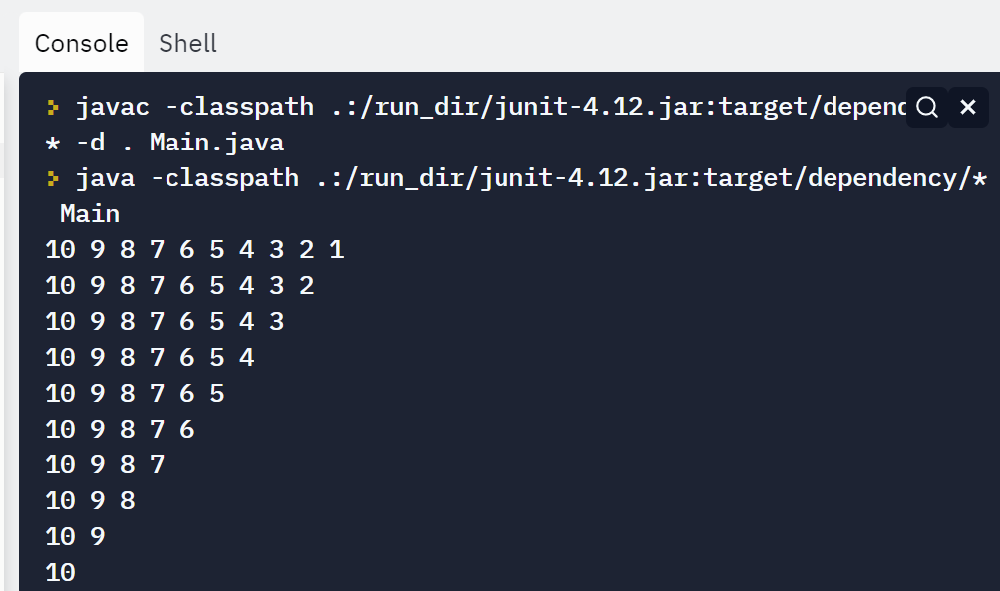 Console Shell
javac -classpath .:/run_dir/junit-4.12.jar:target/depend
* -d . Main.java
java -classpath .:/run_dir/junit-4.12.jar:target/dependency/*
Main
10 9 8 7 6 5 4 3 2 1
10 9 8 7 6 5 4 3 2
10 9 8 7 6 5 4 3
10 9 8 7 6 5 4
10 9 8 7 6 5
10 9 8 7 6
10 9 8 7
10 9 8
10 9
10